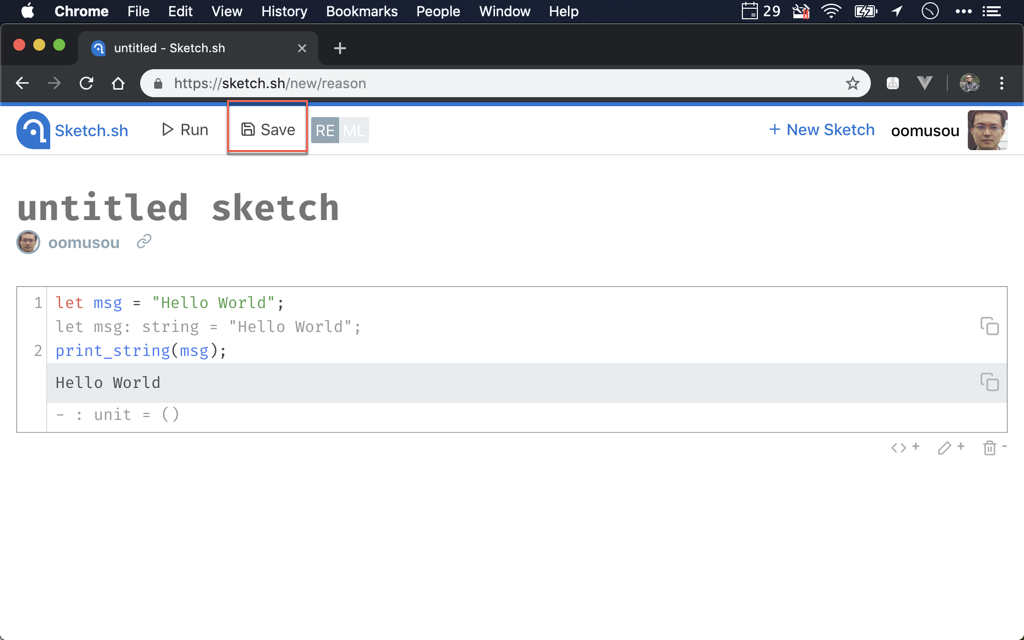 Chrome File Edit View History Bookmarks People Window Help 29
untitled - Sketch.sh
https://sketch.sh/new/reason
Sketch.sh Run Save RE ML + New Sketch oomusou
untitled sketch
oomusou
1 let msg = "Hello World";
let msg: string = "Hello World";
2 print_string(msg);
Hello World
- : unit = ()